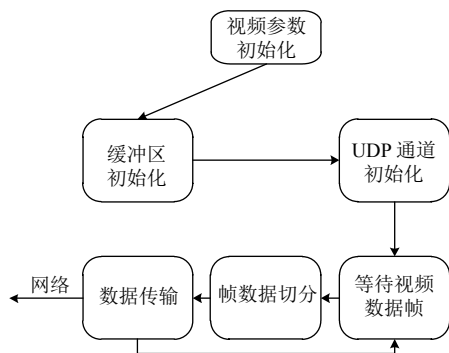 视频参数
初始化
缓冲区
初始化
UDP 通道
初始化
网络
数据传输
帧数据切分
等待视频
数据帧